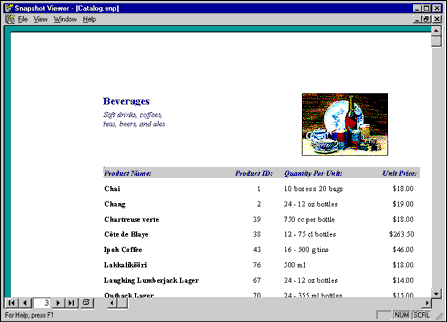 Snapshot Viewer - [Catalog.snp]
File View Window Help
Beverages
Soft drinks, coffees,
teas, beers, and ales
Product Name: Product ID: Quantity Per Unit: Unit Price:
Chai 1 10 boxes x 20 bags $18.00
Chang 2 24 - 12 oz bottles $19.00
Chartreuse verte 39 750 cc per bottle $18.00
Côte de Blaye 38 12 - 75 cl bottles $263.50
Ipoh Coffee 43 16 - 500 g tins $46.00
Lakkalikööri 76 500 ml $18.00
Laughing Lumberjack Lager 67 24 - 12 oz bottles $14.00
Outback Lager 70 24 - 355 ml bottles $15.00
3
For Help, press F1 NUM SCRL